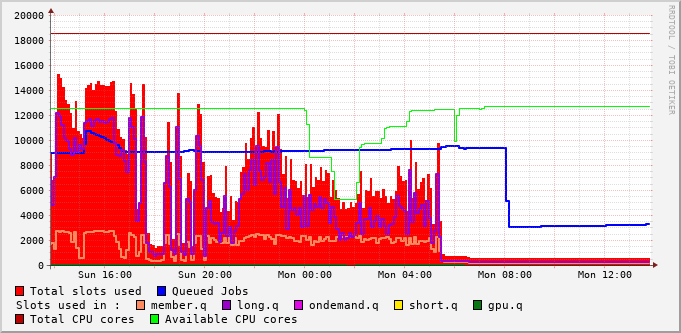 20000
18000
16000
14000
12000
10000
8000
6000
4000
2000
0
Sun 16:00 Sun 20:00 Mon 00:00 Mon 04:00 Mon 08:00 Mon 12:00
RRDTOOL / TOBI OETIKER
Total slots used Queued Jobs
Slots used in : member.q long.q ondemand.q short.q gpu.q
Total CPU cores Available CPU cores